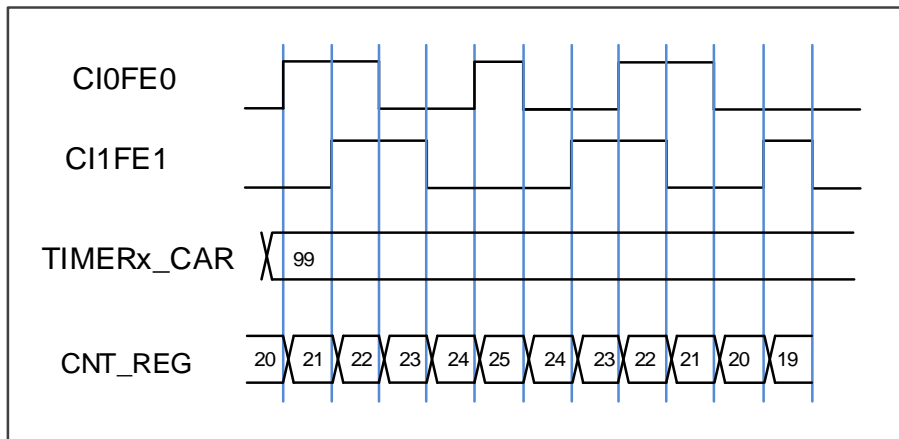 CI0FE0
CI1FE1
TIMERx_CAR 99
CNT_REG 20 21 22 23 24 25 24 23 22 21 20 19